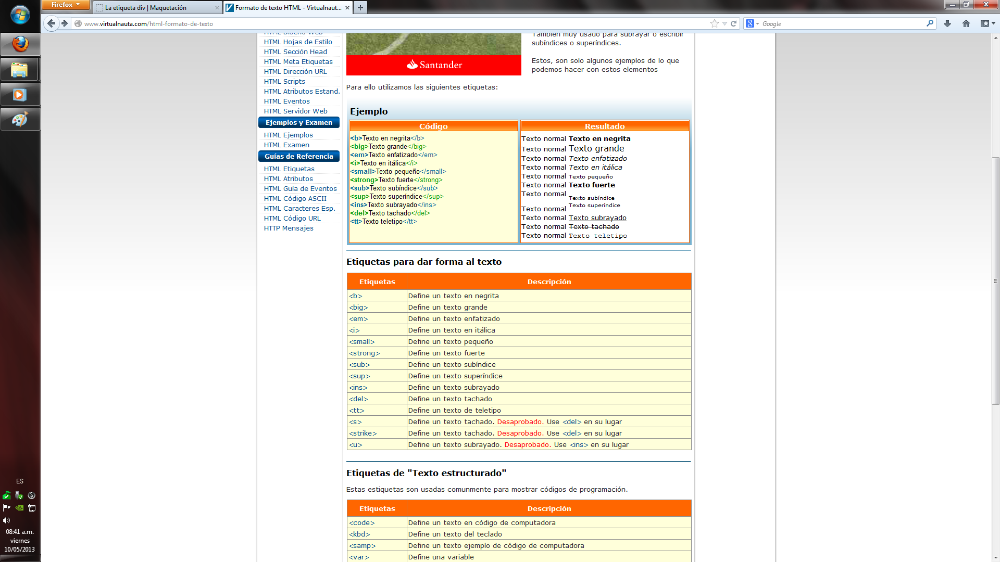 Firefox
La etiqueta div | Maquetación
Formato de texto HTML - Virtualnaut...
www.virtualnauta.com/html-formato-de-texto
Google
HTML Diseño Web
HTML Hojas de Estilo
HTML Sección Head
HTML Meta Etiquetas
HTML Dirección URL
HTML Scripts
HTML Atributos Estand.
HTML Eventos
HTML Servidor Web
Ejemplos y Examen
HTML Ejemplos
HTML Examen
Guías de Referencia
HTML Etiquetas
HTML Atributos
HTML Guía de Eventos
HTML Código ASCII
HTML Caracteres Esp.
HTML Código URL
HTTP Mensajes
Santander
También muy usado para subrayar o escribir
subíndices o superíndices.
Estos, son solo algunos ejemplos de lo que
podemos hacer con estos elementos
Para ello utilizamos las siguientes etiquetas:
Ejemplo
Código
<b>Texto en negrita</b>
<big>Texto grande</big>
<em>Texto enfatizado</em>
<i>Texto en itálica</i>
<small>Texto pequeño</small>
<strong>Texto fuerte</strong>
<sub>Texto subíndice</sub>
<sup>Texto superíndice</sup>
<ins>Texto subrayado</ins>
<del>Texto tachado</del>
<tt>Texto teletipo</tt>
Resultado
Texto normal Texto en negrita
Texto normal Texto grande
Texto normal Texto enfatizado
Texto normal Texto en itálica
Texto normal Texto pequeño
Texto normal Texto fuerte
Texto normal Texto subíndice
Texto normal Texto superíndice
Texto normal Texto subrayado
Texto normal Texto tachado
Texto normal Texto teletipo
Etiquetas para dar forma al texto
Etiquetas Descripción
<b> Define un texto en negrita
<big> Define un texto grande
<em> Define un texto enfatizado
<i> Define un texto en itálica
<small> Define un texto pequeño
<strong> Define un texto fuerte
<sub> Define un texto subíndice
<sup> Define un texto superíndice
<ins> Define un texto subrayado
<del> Define un texto tachado
<tt> Define un texto de teletipo
<s> Define un texto tachado. Desaprobado. Use <del> en su lugar
<strike> Define un texto tachado. Desaprobado. Use <del> en su lugar
<u> Define un texto subrayado. Desaprobado. Use <ins> en su lugar
Etiquetas de "Texto estructurado"
Estas estiquetas son usadas comunmente para mostrar códigos de programación.
Etiquetas Descripción
<code> Define un texto en código de computadora
<kbd> Define un texto del teclado
<samp> Define un texto ejemplo de código de computadora
<var> Define una variable
ES
08:41 a.m.
viernes
10/05/2013